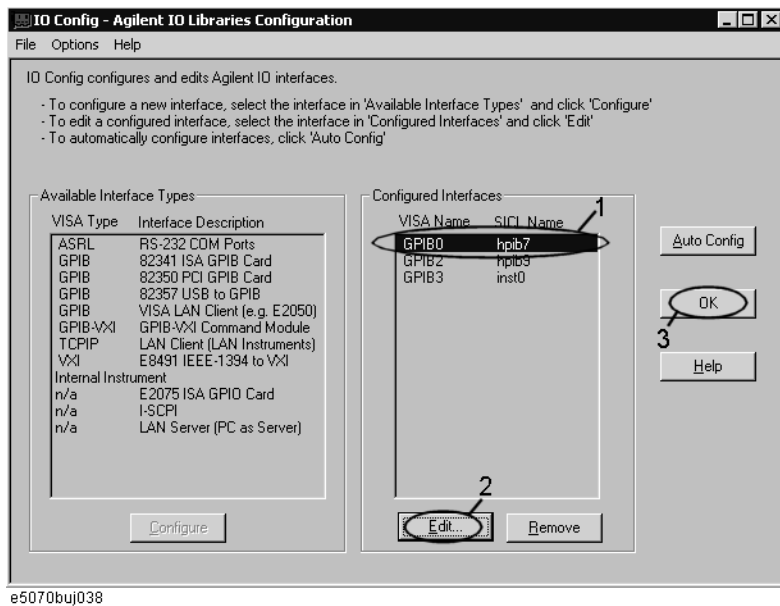 IO Config - Agilent IO Libraries Configuration
File Options Help
IO Config configures and edits Agilent IO interfaces.
- To configure a new interface, select the interface in 'Available Interface Types' and click 'Configure'
- To edit a configured interface, select the interface in 'Configured Interfaces' and click 'Edit'
- To automatically configure interfaces, click 'Auto Config'
Available Interface Types
VISA Type Interface Description
ASRL RS-232 COM Ports
GPIB 82341 ISA GPIB Card
GPIB 82350 PCI GPIB Card
GPIB 82357 USB to GPIB
GPIB VISA LAN Client (e.g. E2050)
GPIB-VXI GPIB-VXI Command Module
TCPIP LAN Client (LAN Instruments)
VXI E8491 IEEE-1394 to VXI
Internal Instrument
n/a E2075 ISA GPIO Card
n/a I-SCPI
n/a LAN Server (PC as Server)
Configure
Configured Interfaces
1
VISA Name SICL Name
GPIB0 hpib7
GPIB2 hpib9
GPIB3 inst0
2
Edit... Remove
Auto Config
OK
3
Help
e5070buj038